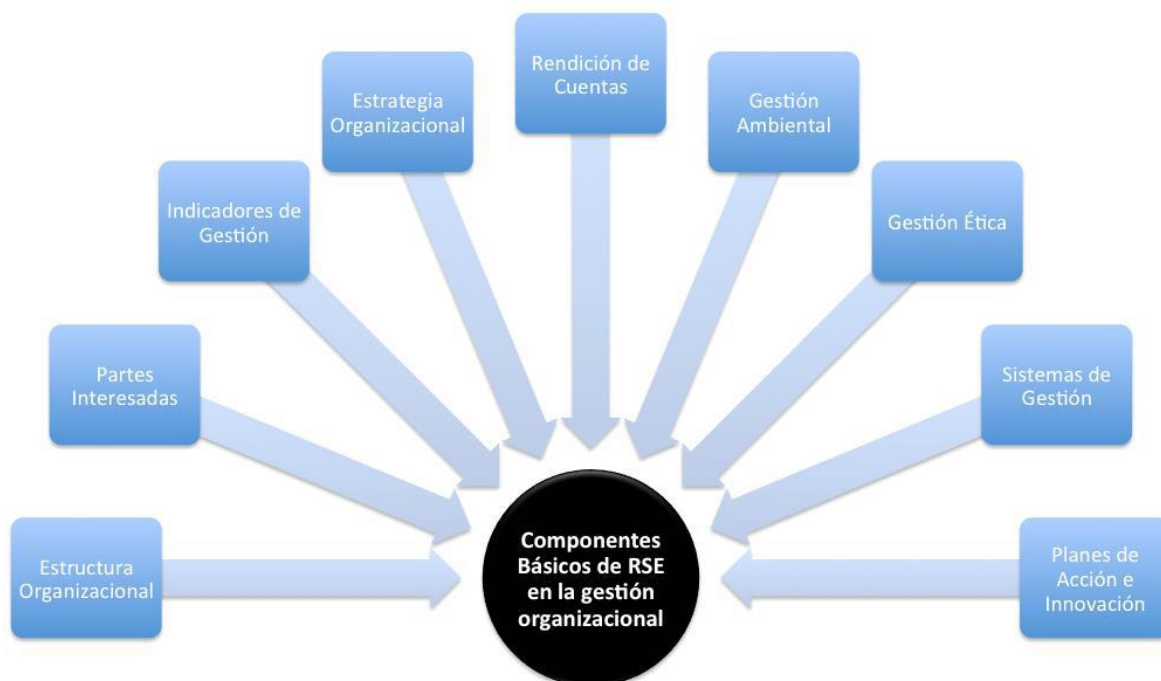 Rendición de
Cuentas
Estrategia
Organizacional
Gestión
Ambiental
Indicadores de
Gestión
Gestión Ética
Partes
Interesadas
Sistemas de
Gestión
Estructura
Organizacional
Componentes
Básicos de RSE
en la gestión
organizacional
Planes de
Acción e
Innovación